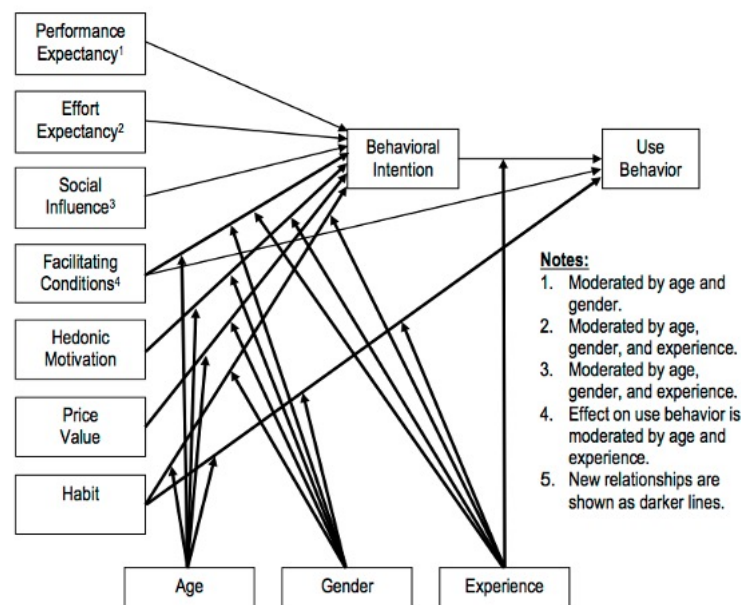 Performance
Expectancy¹
Effort
Expectancy²
Social
Influence³
Facilitating
Conditions⁴
Hedonic
Motivation
Price
Value
Habit
Behavioral
Intention
Use
Behavior
Notes:
1. Moderated by age and
gender.
2. Moderated by age,
gender, and experience.
3. Moderated by age,
gender, and experience.
4. Effect on use behavior is
moderated by age and
experience.
5. New relationships are
shown as darker lines.
Age
Gender
Experience